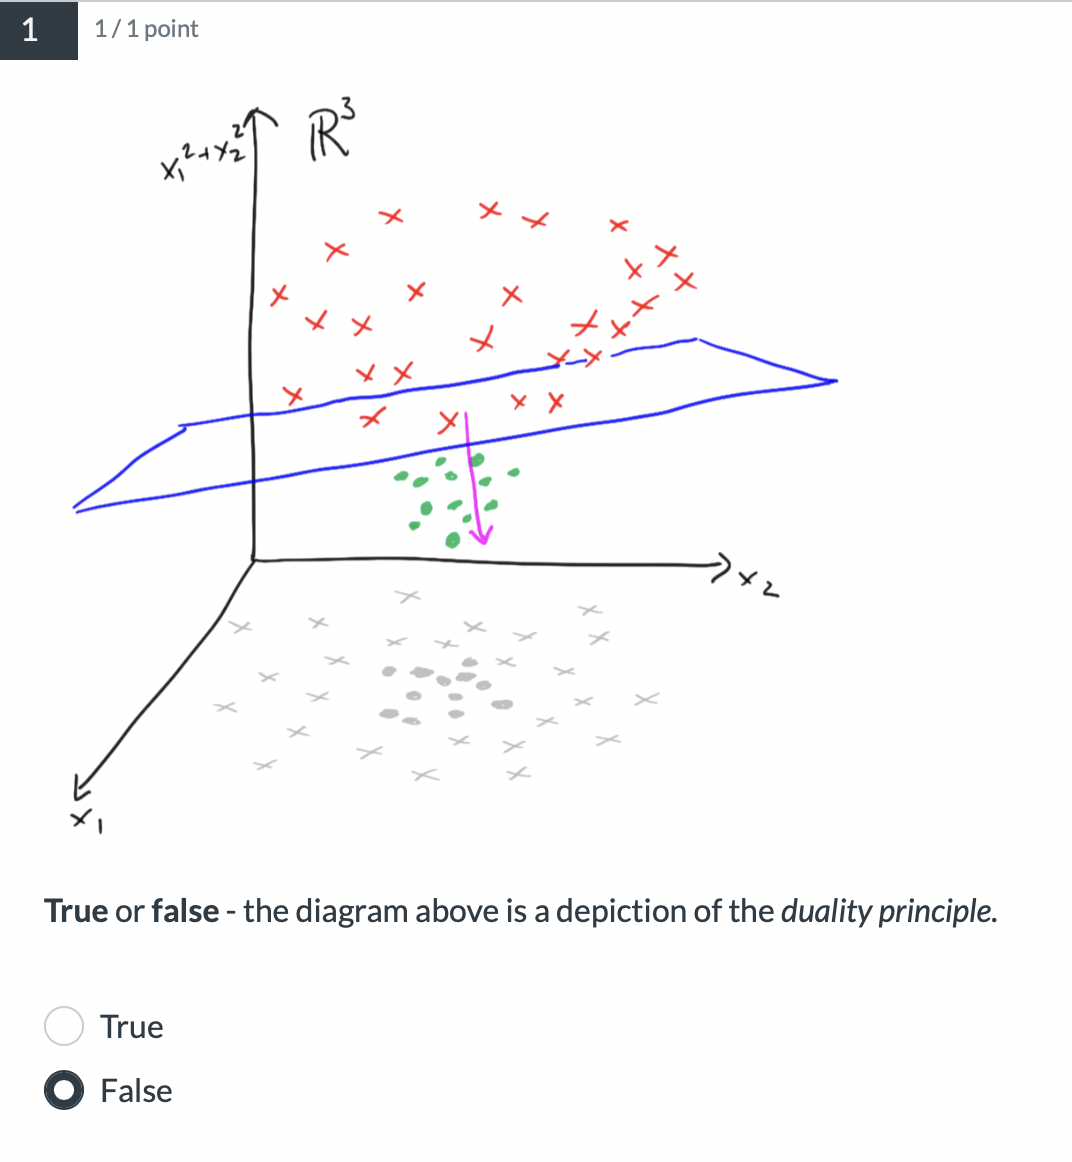 1
1 / 1 point
ℝ³
x₁²+x₂²
x₂
x₁
True or false - the diagram above is a depiction of the duality principle.
True
False